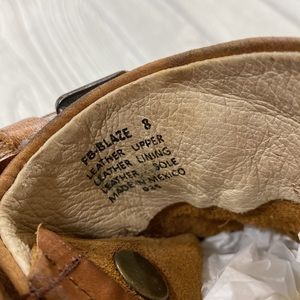 FB-BLAZE 8
LEATHER UPPER
LEATHER LINING
LEATHER SOLE
MADE IN MEXICO